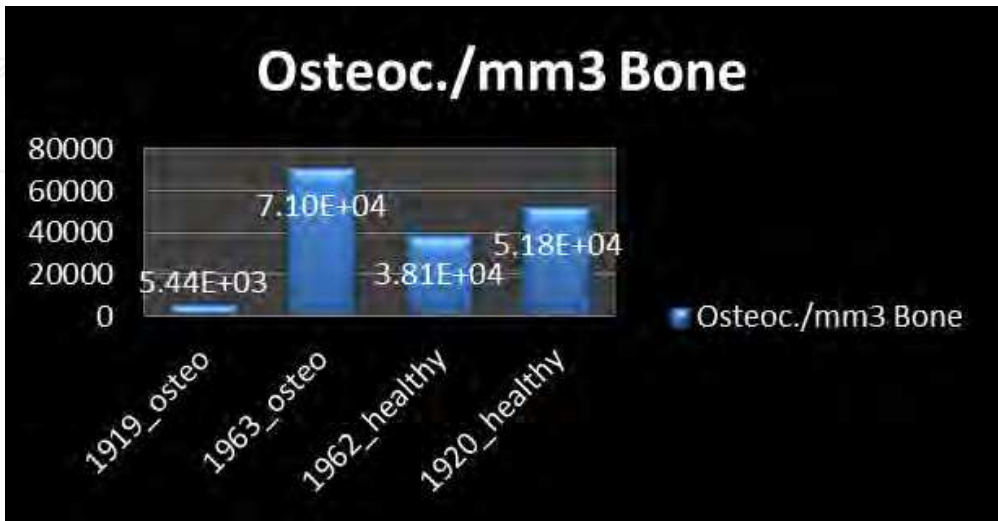 Osteoc./mm3 Bone
80000
60000
40000
20000
0
5.44E+03
7.10E+04
3.81E+04
5.18E+04
1919_osteo
1963_osteo
1962_healthy
1920_healthy
Osteoc./mm3 Bone